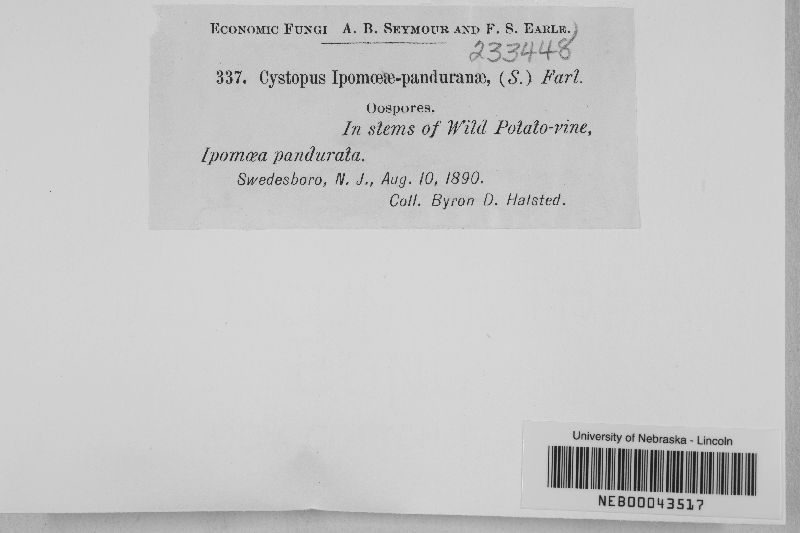 ECONOMIC FUNGI A. B. SEYMOUR AND F. S. EARLE.
233448
337. Cystopus Ipomœæ-panduranæ, (S.) Farl.
Oospores.
In stems of Wild Potato-vine,
Ipomœa pandurata.
Swedesboro, N. J., Aug. 10, 1890.
Coll. Byron D. Halsted.
University of Nebraska - Lincoln
NEB00043517